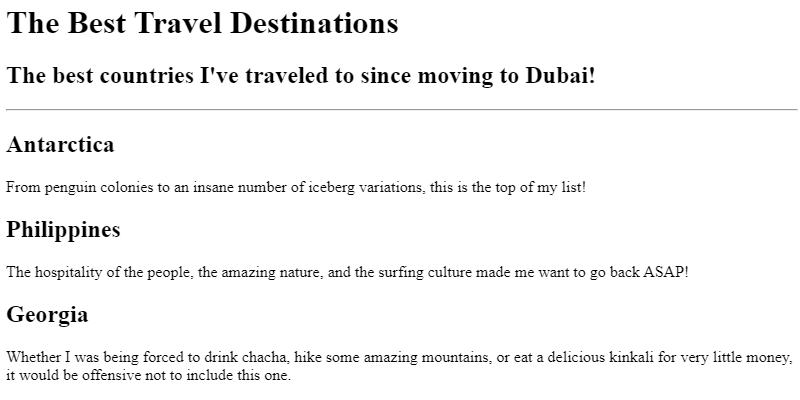 The Best Travel Destinations
The best countries I've traveled to since moving to Dubai!
Antarctica
From penguin colonies to an insane number of iceberg variations, this is the top of my list!
Philippines
The hospitality of the people, the amazing nature, and the surfing culture made me want to go back ASAP!
Georgia
Whether I was being forced to drink chacha, hike some amazing mountains, or eat a delicious kinkali for very little money,
it would be offensive not to include this one.